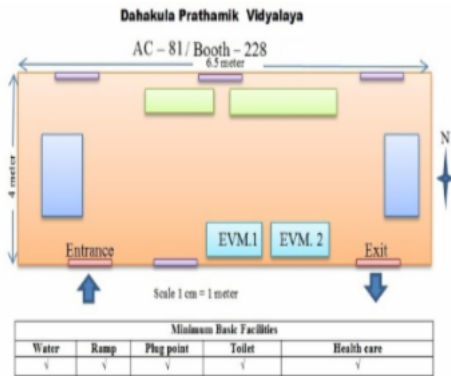 Dahakula Prathamik Vidyalaya
AC – 81/ Booth – 228
6.5 meter
4 meter
N
EVM.1 EVM. 2
Entrance Exit
Scale 1 cm = 1 meter
Minimum Basic Facilities
Water Ramp Plug point Toilet Health care
√ √ √ √ √